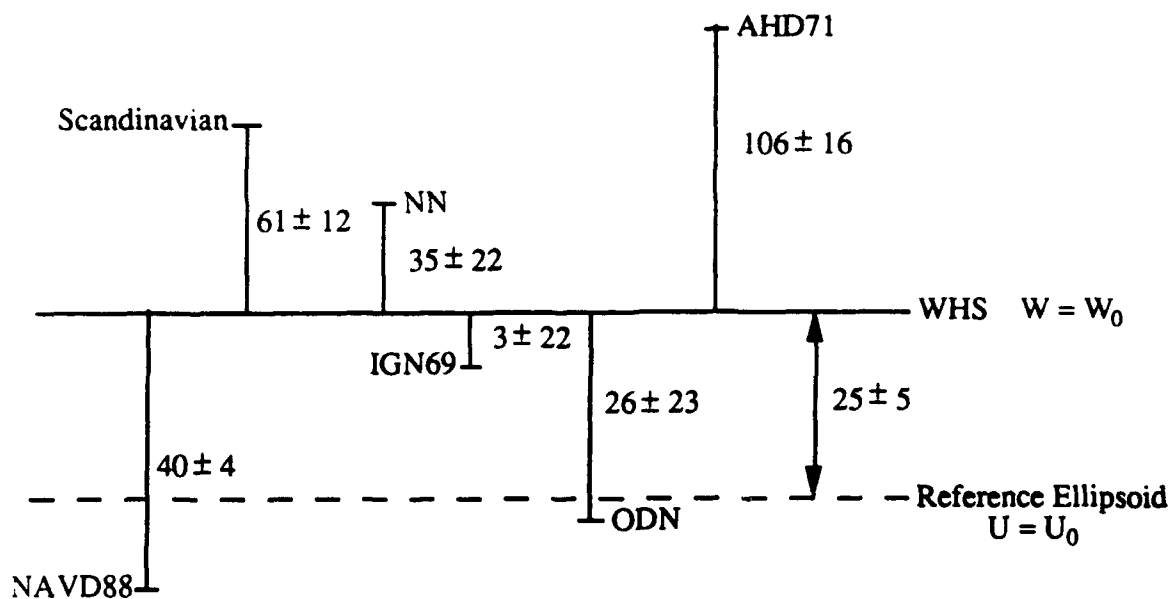 AHD71
Scandinavian
106 ± 16
61 ± 12
NN
35 ± 22
WHS W = W₀
3 ± 22
IGN69
26 ± 23
25 ± 5
40 ± 4
Reference Ellipsoid
U = U₀
ODN
NAVD88